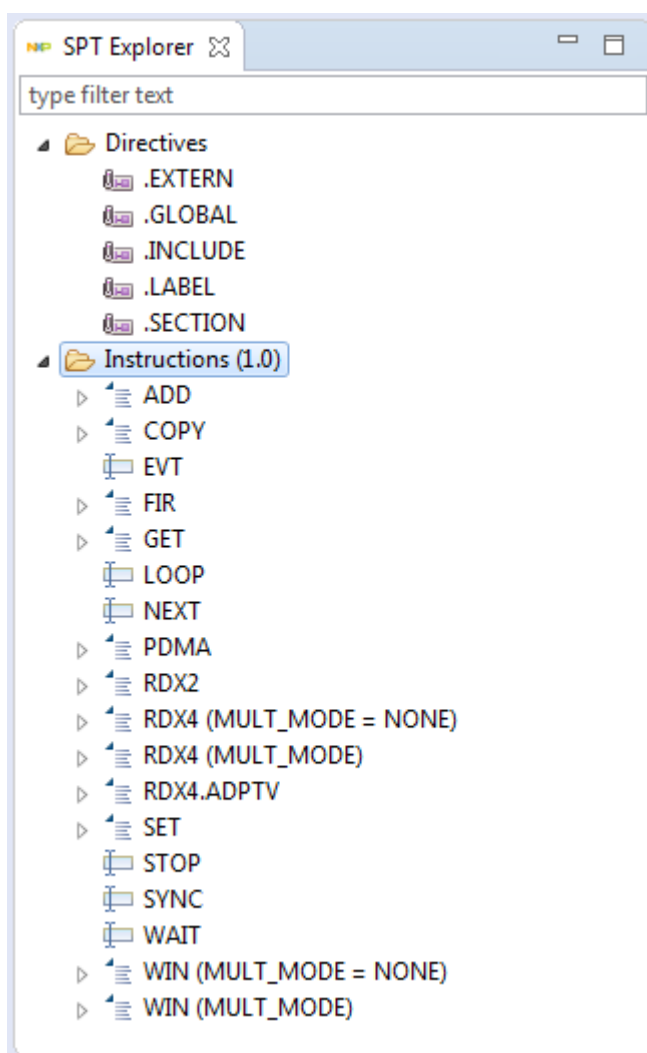 NXP SPT Explorer
type filter text
Directives
.EXTERN
.GLOBAL
.INCLUDE
.LABEL
.SECTION
Instructions (1.0)
ADD
COPY
EVT
FIR
GET
LOOP
NEXT
PDMA
RDX2
RDX4 (MULT_MODE = NONE)
RDX4 (MULT_MODE)
RDX4.ADPTV
SET
STOP
SYNC
WAIT
WIN (MULT_MODE = NONE)
WIN (MULT_MODE)